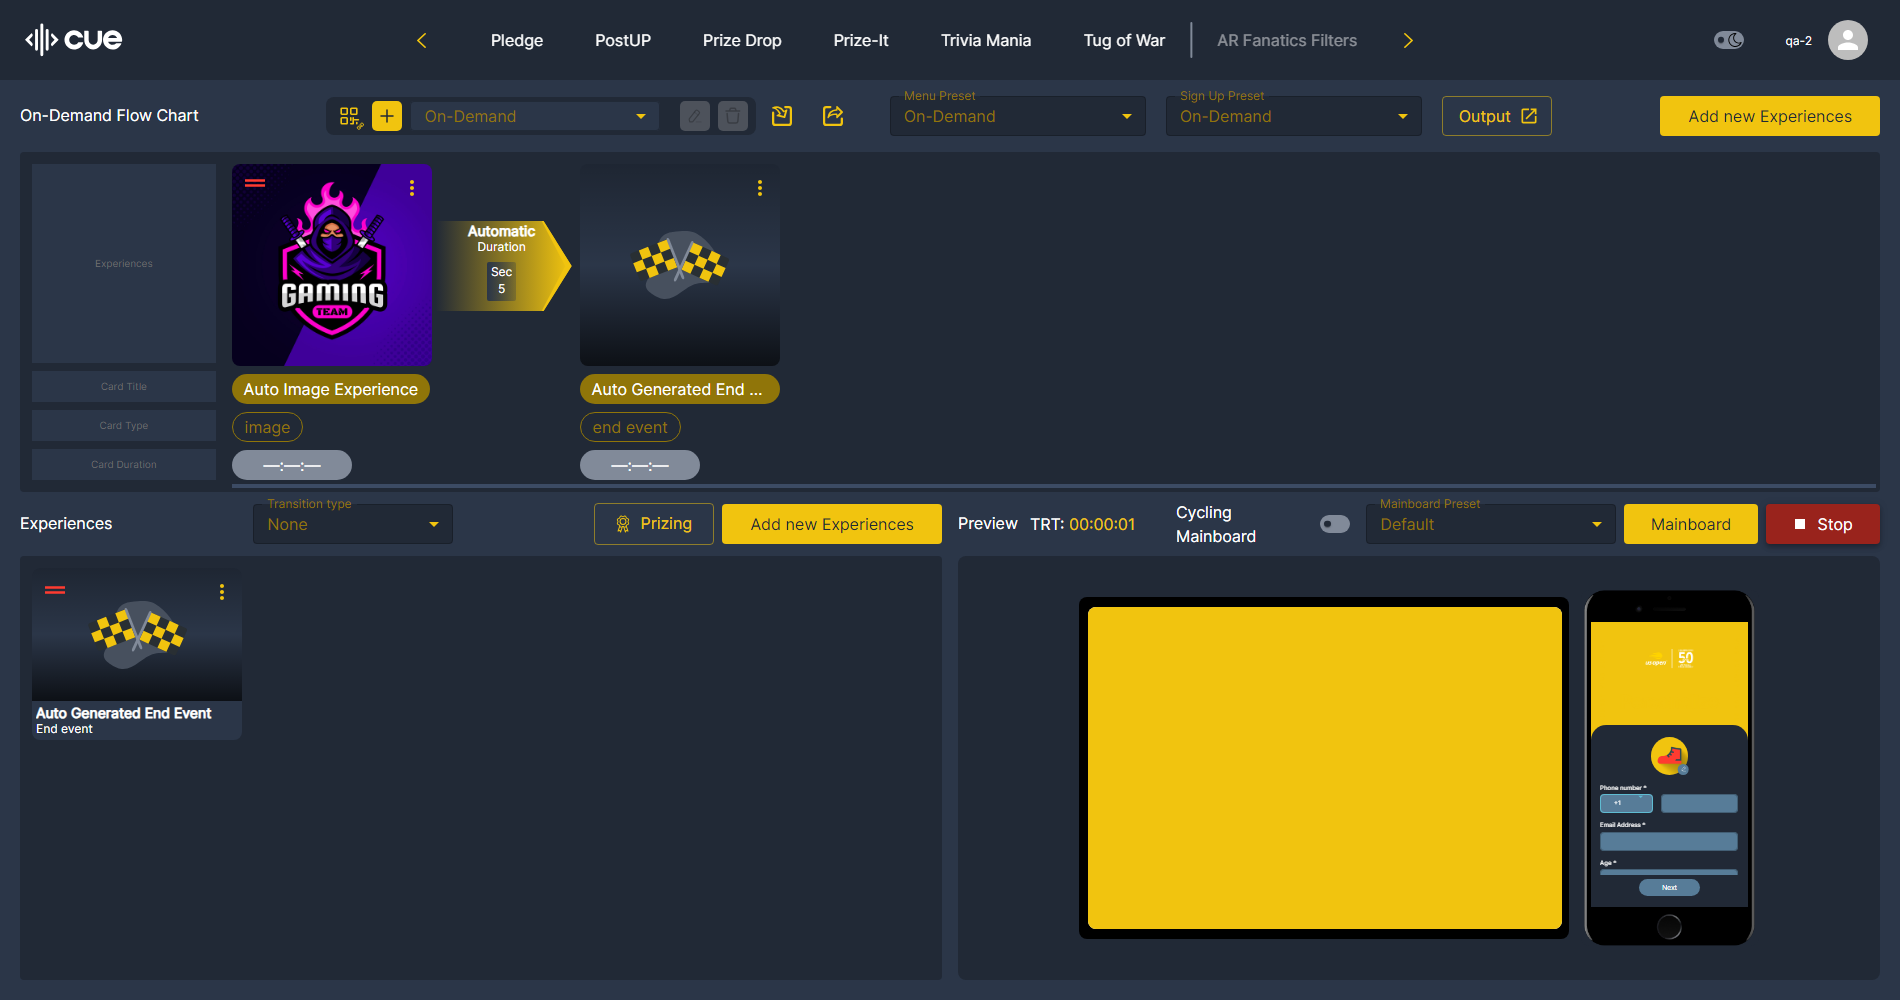 cue
Pledge
PostUP
Prize Drop
Prize-It
Trivia Mania
Tug of War
AR Fanatics Filters
qa-2
On-Demand Flow Chart
On-Demand
Menu Preset
On-Demand
Sign Up Preset
On-Demand
Output
Add new Experiences
Experiences
GAMING
TEAM
Automatic
Duration
Sec
5
Card Title
Auto Image Experience
Auto Generated End ...
Card Type
image
end event
Card Duration
—:—:—
—:—:—
Experiences
Transition type
None
Prizing
Add new Experiences
Preview
TRT: 00:00:01
Cycling
Mainboard
Mainboard Preset
Default
Mainboard
Stop
Auto Generated End Event
End event
50
Phone number *
+1
Email Address *
Age *
Next